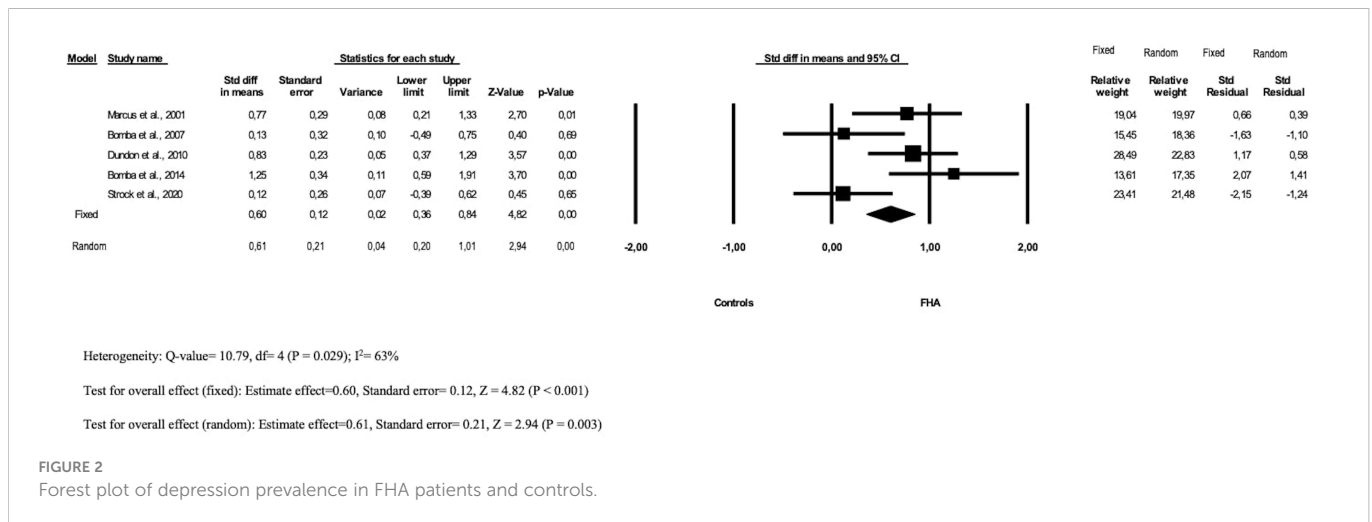 Model Study name Statistics for each study Std diff in means and 95% CI Fixed Random Fixed Random
Std diff in means Standard error Variance Lower limit Upper limit Z-Value p-Value Relative weight Relative weight Std Residual Std Residual
Marcus et al., 2001 0,77 0,29 0,08 0,21 1,33 2,70 0,01 19,04 19,97 0,66 0,39
Bomba et al., 2007 0,13 0,32 0,10 -0,49 0,75 0,40 0,69 15,45 18,36 -1,63 -1,10
Dundon et al., 2010 0,83 0,23 0,05 0,37 1,29 3,57 0,00 28,49 22,83 1,17 0,58
Bomba et al., 2014 1,25 0,34 0,11 0,59 1,91 3,70 0,00 13,61 17,35 2,07 1,41
Strock et al., 2020 0,12 0,26 0,07 -0,39 0,62 0,45 0,65 23,41 21,48 -2,15 -1,24
Fixed 0,60 0,12 0,02 0,36 0,84 4,82 0,00
Random 0,61 0,21 0,04 0,20 1,01 2,94 0,00 -2,00 -1,00 0,00 1,00 2,00
Controls FHA
Heterogeneity: Q-value= 10.79, df= 4 (P = 0.029); I²= 63%
Test for overall effect (fixed): Estimate effect=0.60, Standard error= 0.12, Z = 4.82 (P < 0.001)
Test for overall effect (random): Estimate effect=0.61, Standard error= 0.21, Z = 2.94 (P = 0.003)
FIGURE 2
Forest plot of depression prevalence in FHA patients and controls.